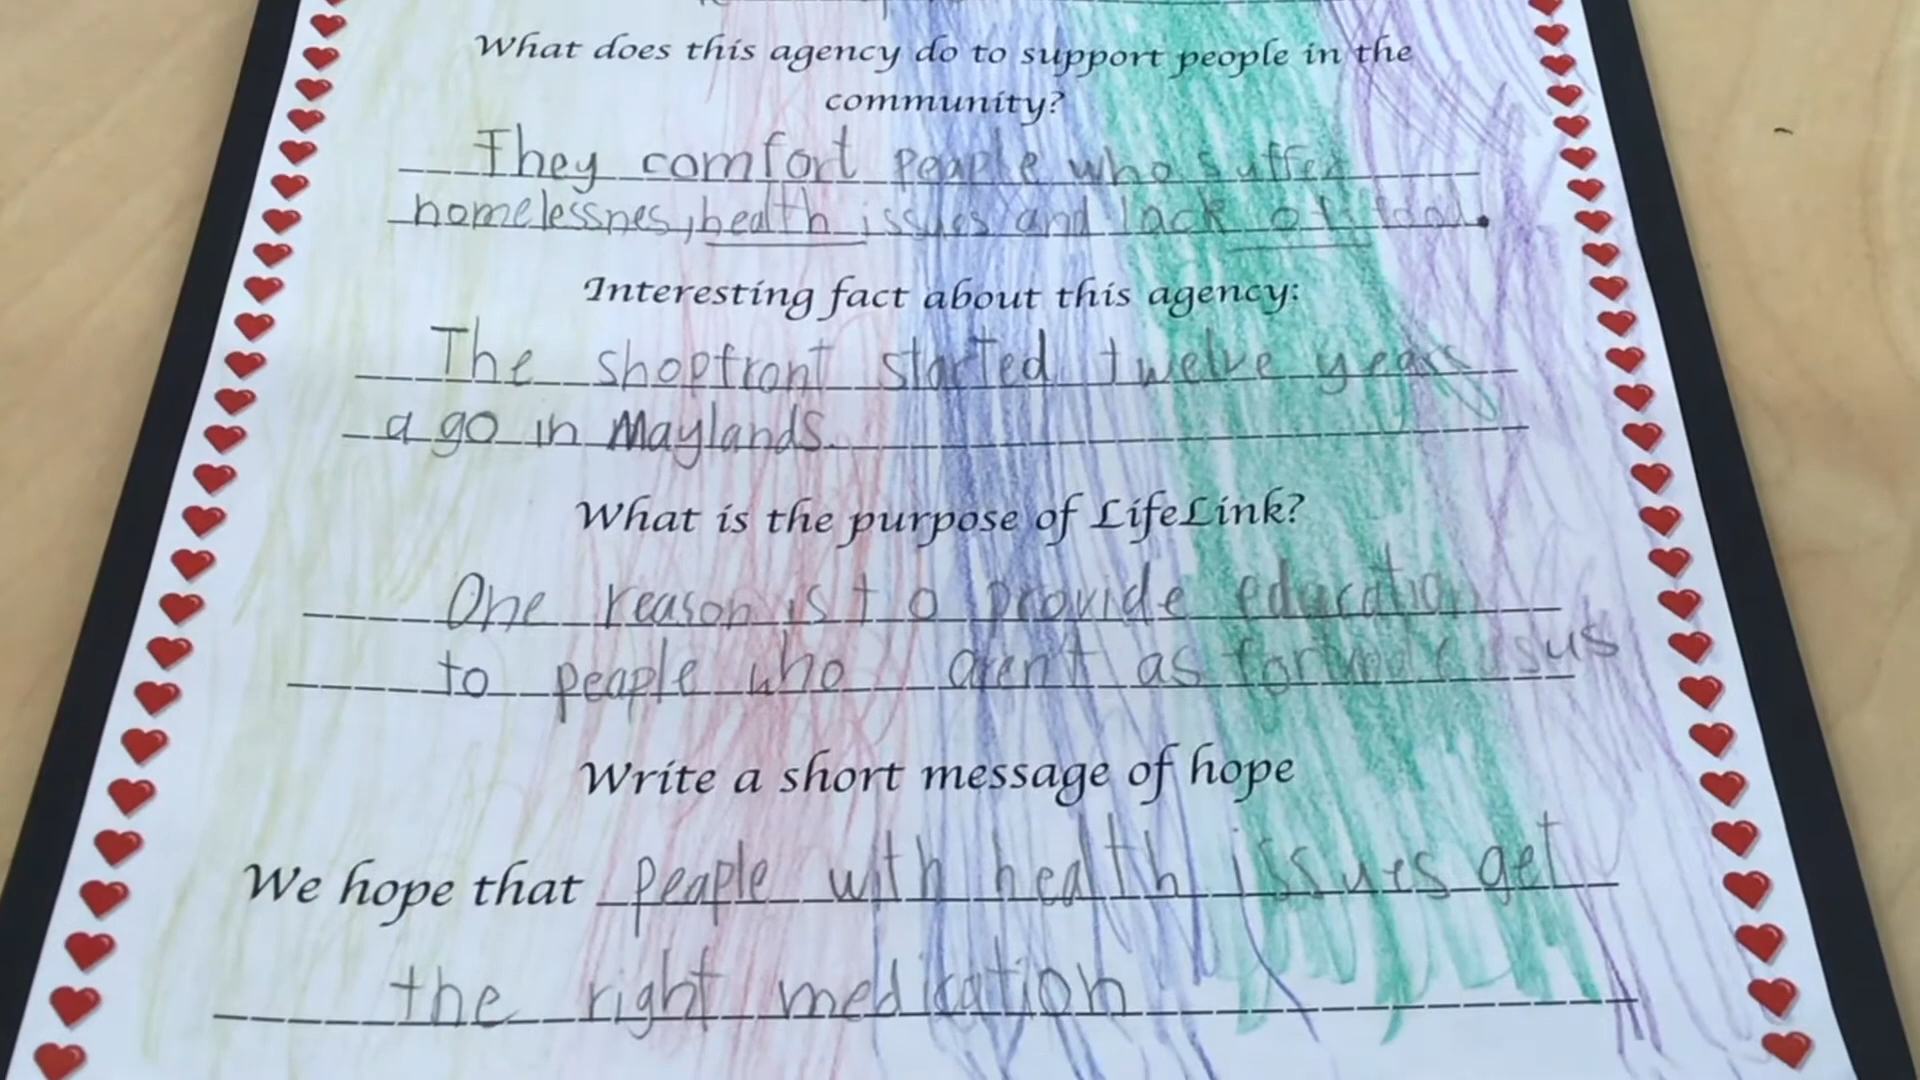 What does this agency do to support people in the
community?
They comfort peaple who suffer
homelessnes, health issues and lack of food.
Interesting fact about this agency:
The shopfront started twelve years
a go in Maylands.
What is the purpose of LifeLink?
One reason is to provide education
to peaple who arent as as us
Write a short message of hope
We hope that peaple with health issues get
the right medication